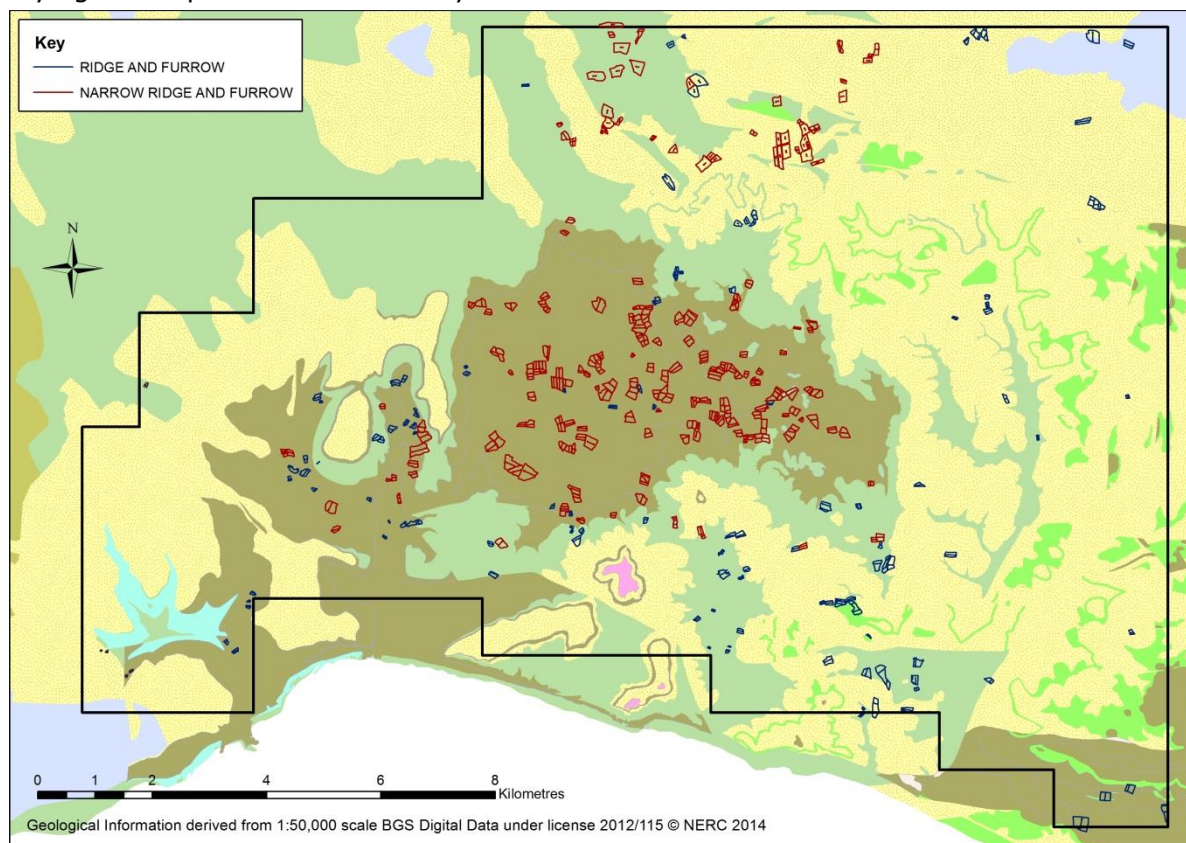 Key
RIDGE AND FURROW
NARROW RIDGE AND FURROW
N
0 1 2 4 6 8
Kilometres
Geological Information derived from 1:50,000 scale BGS Digital Data under license 2012/115 © NERC 2014